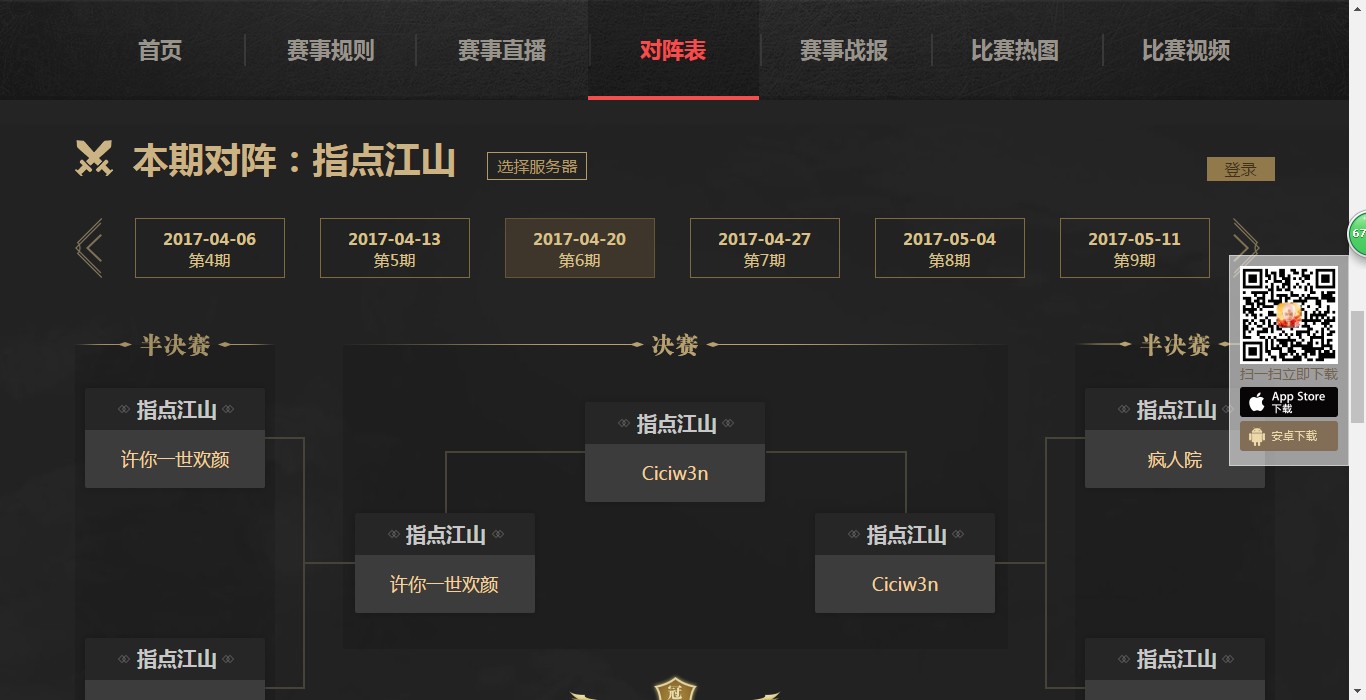 首页
赛事规则
赛事直播
对阵表
赛事战报
比赛热图
比赛视频
本期对阵：指点江山
选择服务器
登录
2017-04-06
第4期
2017-04-13
第5期
2017-04-20
第6期
2017-04-27
第7期
2017-05-04
第8期
2017-05-11
第9期
67
扫一扫立即下载
App Store
下载
安卓下载
半决赛
决赛
半决赛
指点江山
许你一世欢颜
指点江山
Ciciw3n
指点江山
疯人院
指点江山
许你一世欢颜
指点江山
Ciciw3n
指点江山
指点江山
冠